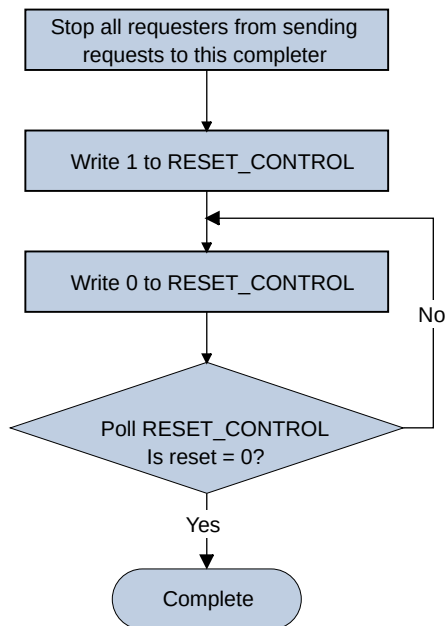 Stop all requesters from sending
requests to this completer
Write 1 to RESET_CONTROL
Write 0 to RESET_CONTROL
No
Poll RESET_CONTROL
Is reset = 0?
Yes
Complete